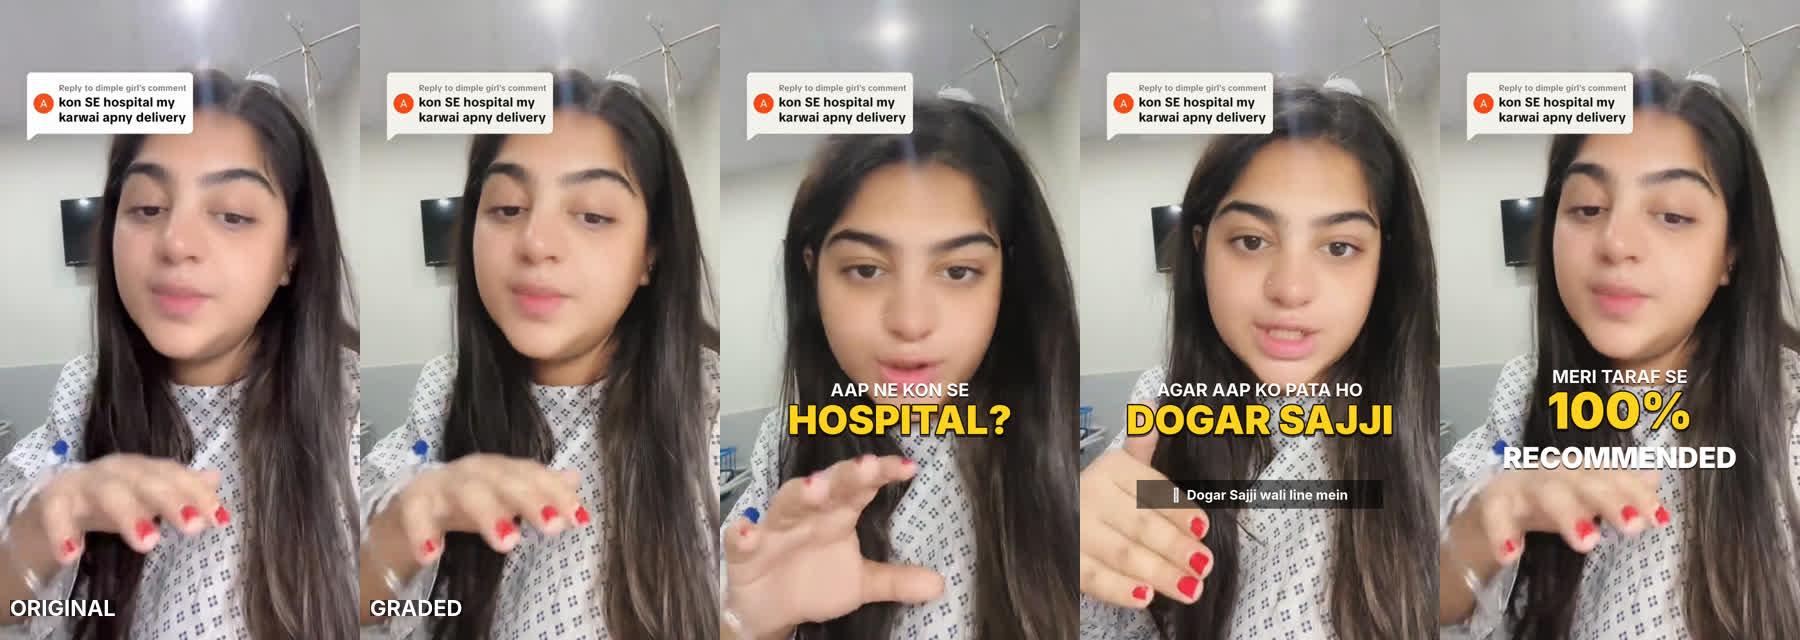 Reply to dimple girl's comment
A
kon SE hospital my
karwai apny delivery
ORIGINAL
Reply to dimple girl's comment
A
kon SE hospital my
karwai apny delivery
GRADED
Reply to dimple girl's comment
A
kon SE hospital my
karwai apny delivery
AAP NE KON SE
HOSPITAL?
Reply to dimple girl's comment
A
kon SE hospital my
karwai apny delivery
AGAR AAP KO PATA HO
DOGAR SAJJI
Dogar Sajji wali line mein
Reply to dimple girl's comment
A
kon SE hospital my
karwai apny delivery
MERI TARAF SE
100%
RECOMMENDED